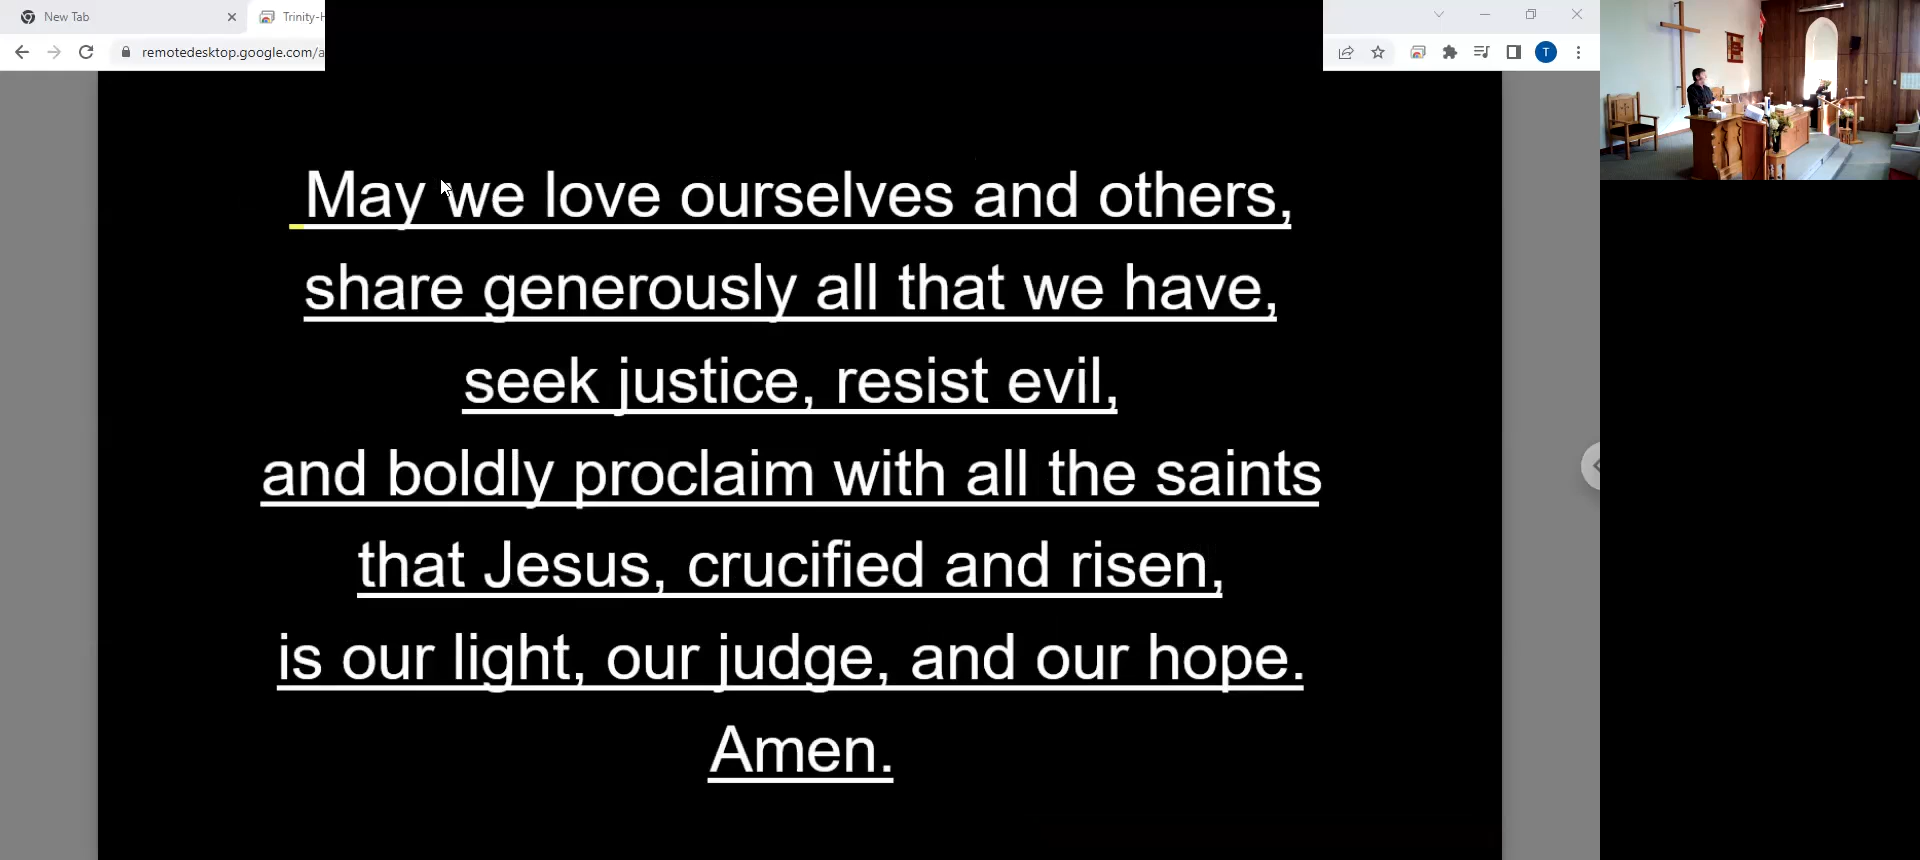 New Tab
Trinity-H
remotedesktop.google.com/a
T
May we love ourselves and others,
share generously all that we have,
seek justice, resist evil,
and boldly proclaim with all the saints
that Jesus, crucified and risen,
is our light, our judge, and our hope.
Amen.